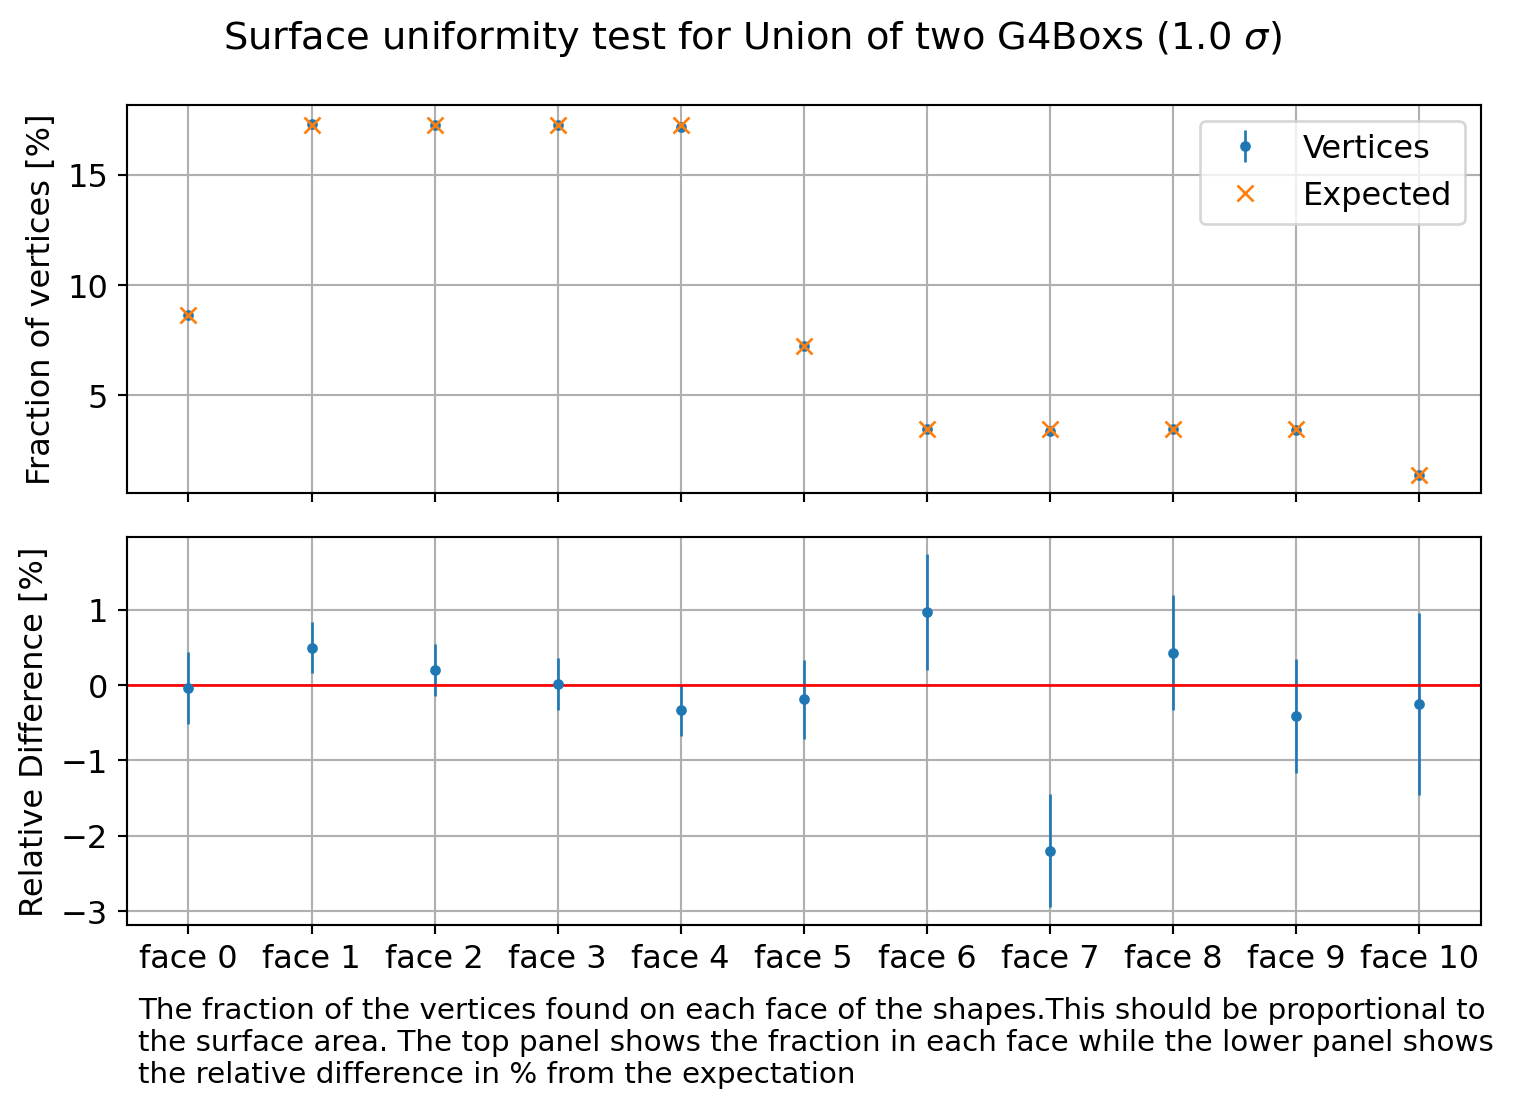 Surface uniformity test for Union of two G4Boxs (1.0 σ)
Fraction of vertices [%]
15
10
5
Vertices
Expected
Relative Difference [%]
1
0
−1
−2
−3
face 0 face 1 face 2 face 3 face 4 face 5 face 6 face 7 face 8 face 9 face 10
The fraction of the vertices found on each face of the shapes.This should be proportional to
the surface area. The top panel shows the fraction in each face while the lower panel shows
the relative difference in % from the expectation